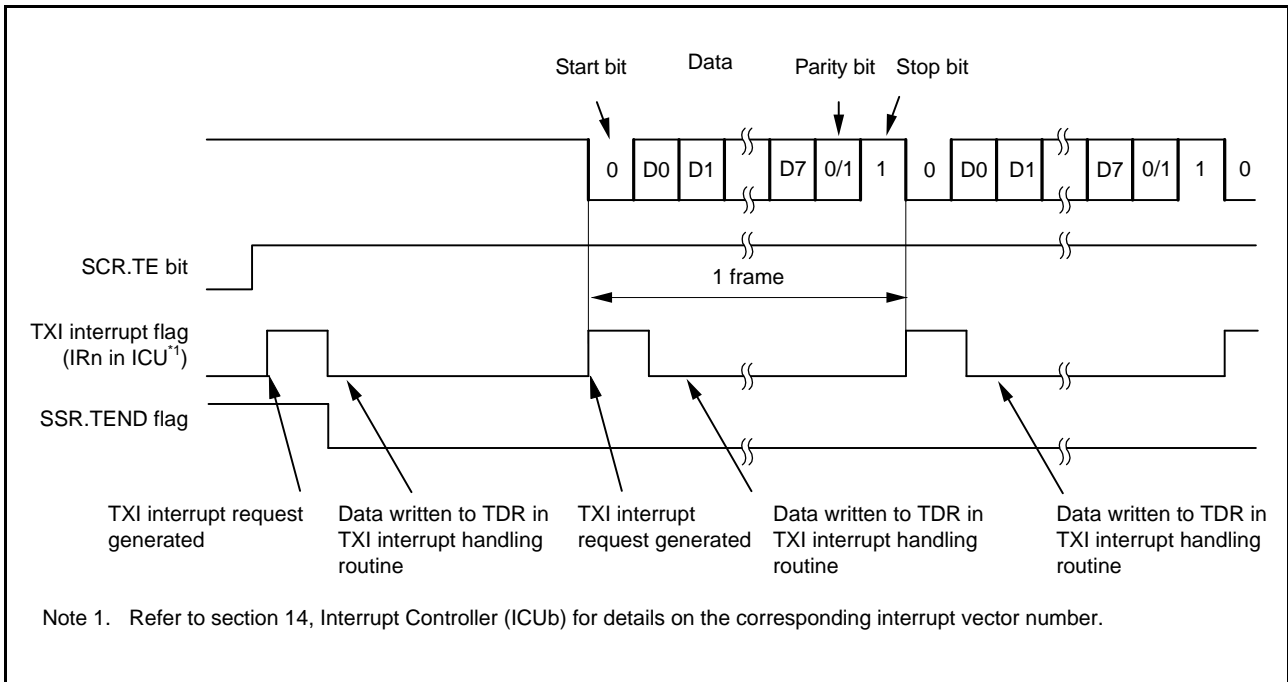 Start bit
Data
Parity bit
Stop bit
0 D0 D1 D7 0/1 1 0 D0 D1 D7 0/1 1 0
SCR.TE bit
1 frame
TXI interrupt flag
(IRn in ICU*1)
SSR.TEND flag
TXI interrupt request
generated
Data written to TDR in
TXI interrupt handling
routine
TXI interrupt
request generated
Data written to TDR in
TXI interrupt handling
routine
Data written to TDR in
TXI interrupt handling
routine
Note 1. Refer to section 14, Interrupt Controller (ICUb) for details on the corresponding interrupt vector number.